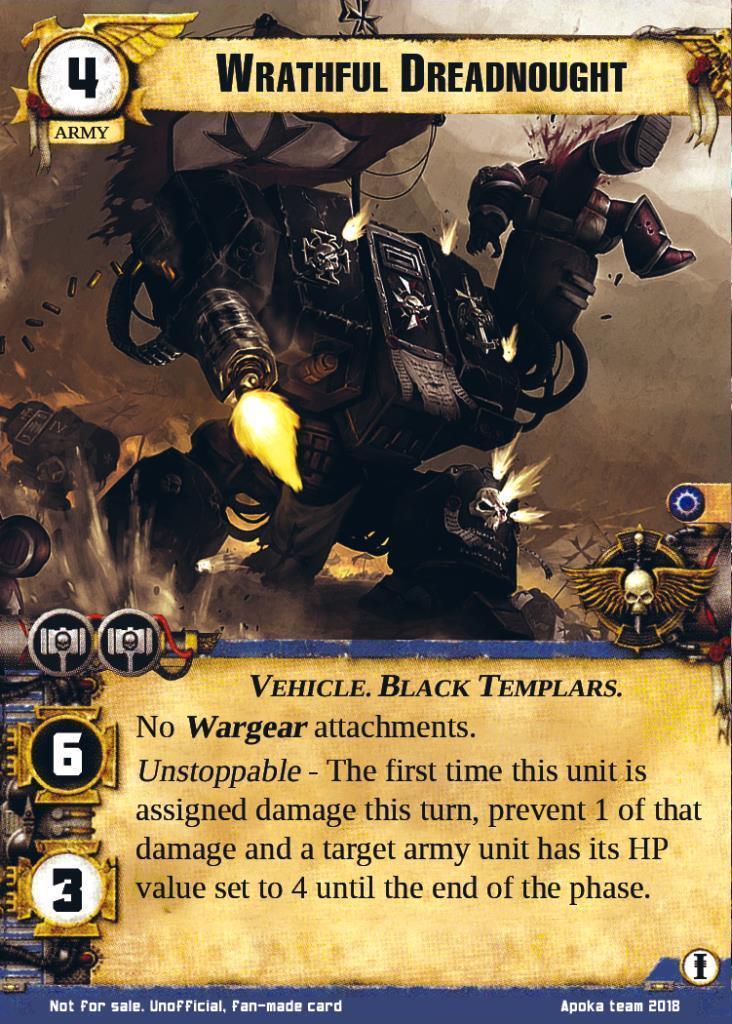 4
WRATHFUL DREADNOUGHT
ARMY
VEHICLE. BLACK TEMPLARS.
No Wargear attachments.
6
Unstoppable - The first time this unit is
assigned damage this turn, prevent 1 of that
damage and a target army unit has its HP
value set to 4 until the end of the phase.
3
Not for sale. Unofficial, fan-made card
Apoka team 2018